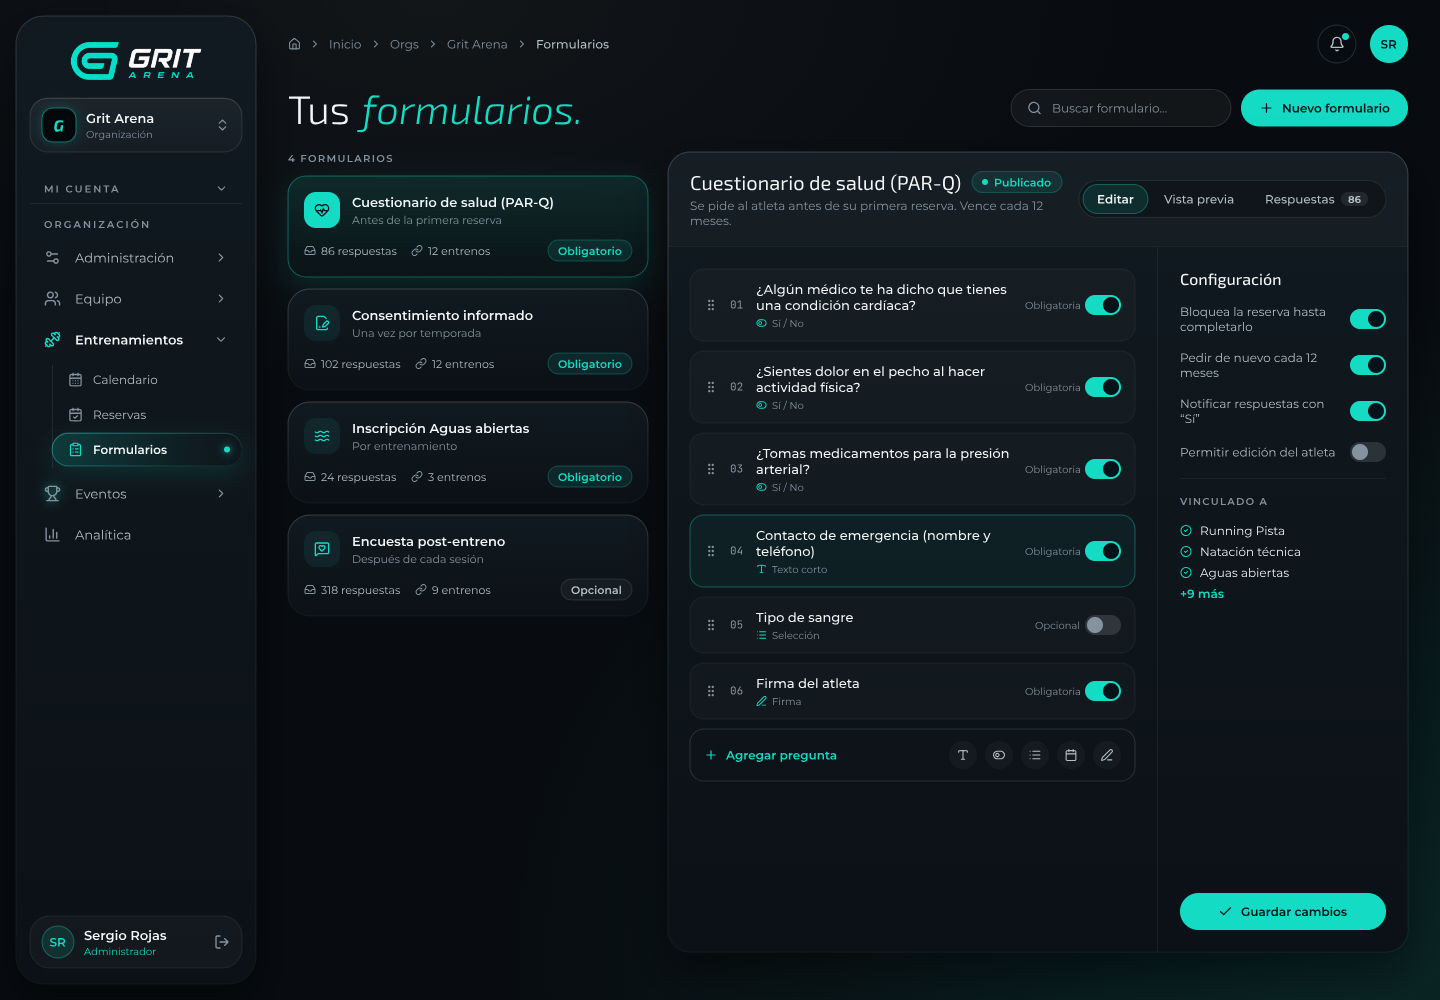 GRIT
ARENA
G
Grit Arena
Organización
MI CUENTA
ORGANIZACIÓN
Administración
Equipo
Entrenamientos
Calendario
Reservas
Formularios
Eventos
Analítica
SR
Sergio Rojas
Administrador
Inicio
Orgs
Grit Arena
Formularios
SR
Tus formularios.
Buscar formulario...
Nuevo formulario
4 FORMULARIOS
Cuestionario de salud (PAR-Q)
Antes de la primera reserva
86 respuestas
12 entrenos
Obligatorio
Consentimiento informado
Una vez por temporada
102 respuestas
12 entrenos
Obligatorio
Inscripción Aguas abiertas
Por entrenamiento
24 respuestas
3 entrenos
Obligatorio
Encuesta post-entreno
Después de cada sesión
318 respuestas
9 entrenos
Opcional
Cuestionario de salud (PAR-Q)
Publicado
Se pide al atleta antes de su primera reserva. Vence cada 12
meses.
Editar
Vista previa
Respuestas 86
01
¿Algún médico te ha dicho que tienes
una condición cardíaca?
Sí / No
Obligatoria
02
¿Sientes dolor en el pecho al hacer
actividad física?
Sí / No
Obligatoria
03
¿Tomas medicamentos para la presión
arterial?
Sí / No
Obligatoria
04
Contacto de emergencia (nombre y
teléfono)
Texto corto
Obligatoria
05
Tipo de sangre
Selección
Opcional
06
Firma del atleta
Firma
Obligatoria
Agregar pregunta
Configuración
Bloquea la reserva hasta
completarlo
Pedir de nuevo cada 12
meses
Notificar respuestas con
“Sí”
Permitir edición del atleta
VINCULADO A
Running Pista
Natación técnica
Aguas abiertas
+9 más
Guardar cambios